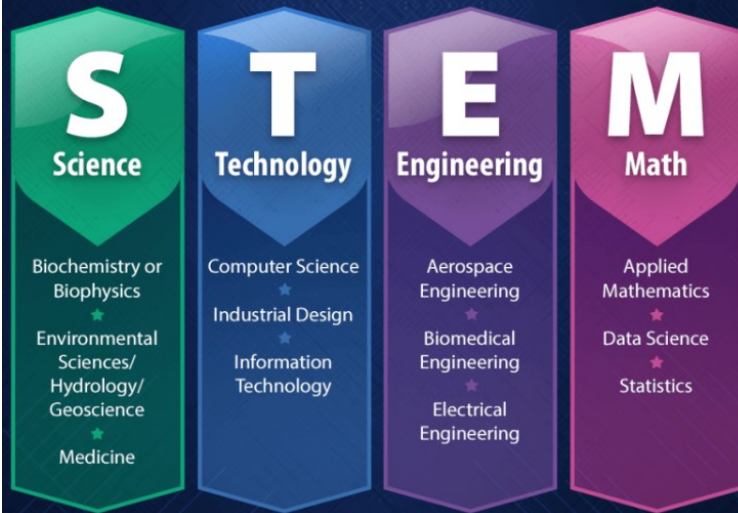 S
Science
Biochemistry or
Biophysics
Environmental
Sciences/
Hydrology/
Geoscience
Medicine
T
Technology
Computer Science
Industrial Design
Information
Technology
E
Engineering
Aerospace
Engineering
Biomedical
Engineering
Electrical
Engineering
M
Math
Applied
Mathematics
Data Science
Statistics